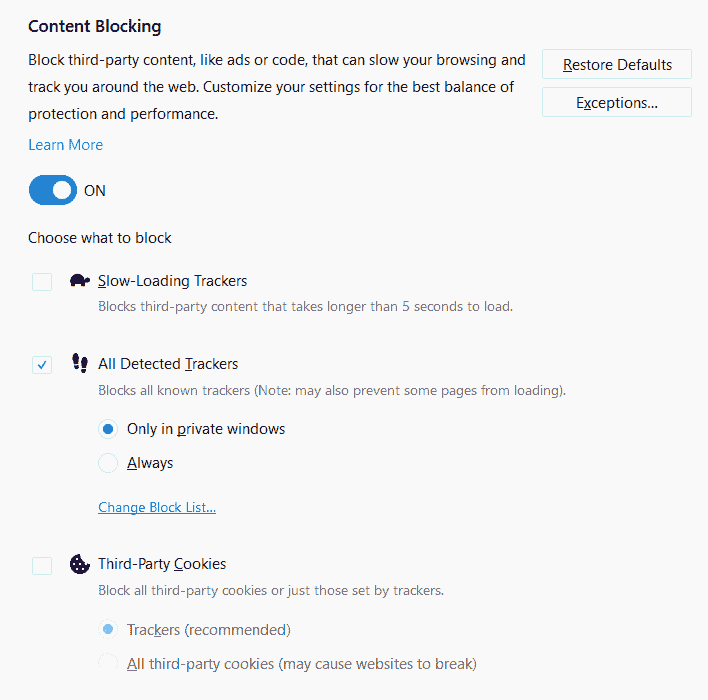 Content Blocking
Block third-party content, like ads or code, that can slow your browsing and
track you around the web. Customize your settings for the best balance of
protection and performance.
Restore Defaults
Exceptions...
Learn More
ON
Choose what to block
Slow-Loading Trackers
Blocks third-party content that takes longer than 5 seconds to load.
All Detected Trackers
Blocks all known trackers (Note: may also prevent some pages from loading).
Only in private windows
Always
Change Block List...
Third-Party Cookies
Block all third-party cookies or just those set by trackers.
Trackers (recommended)
All third-party cookies (may cause websites to break)